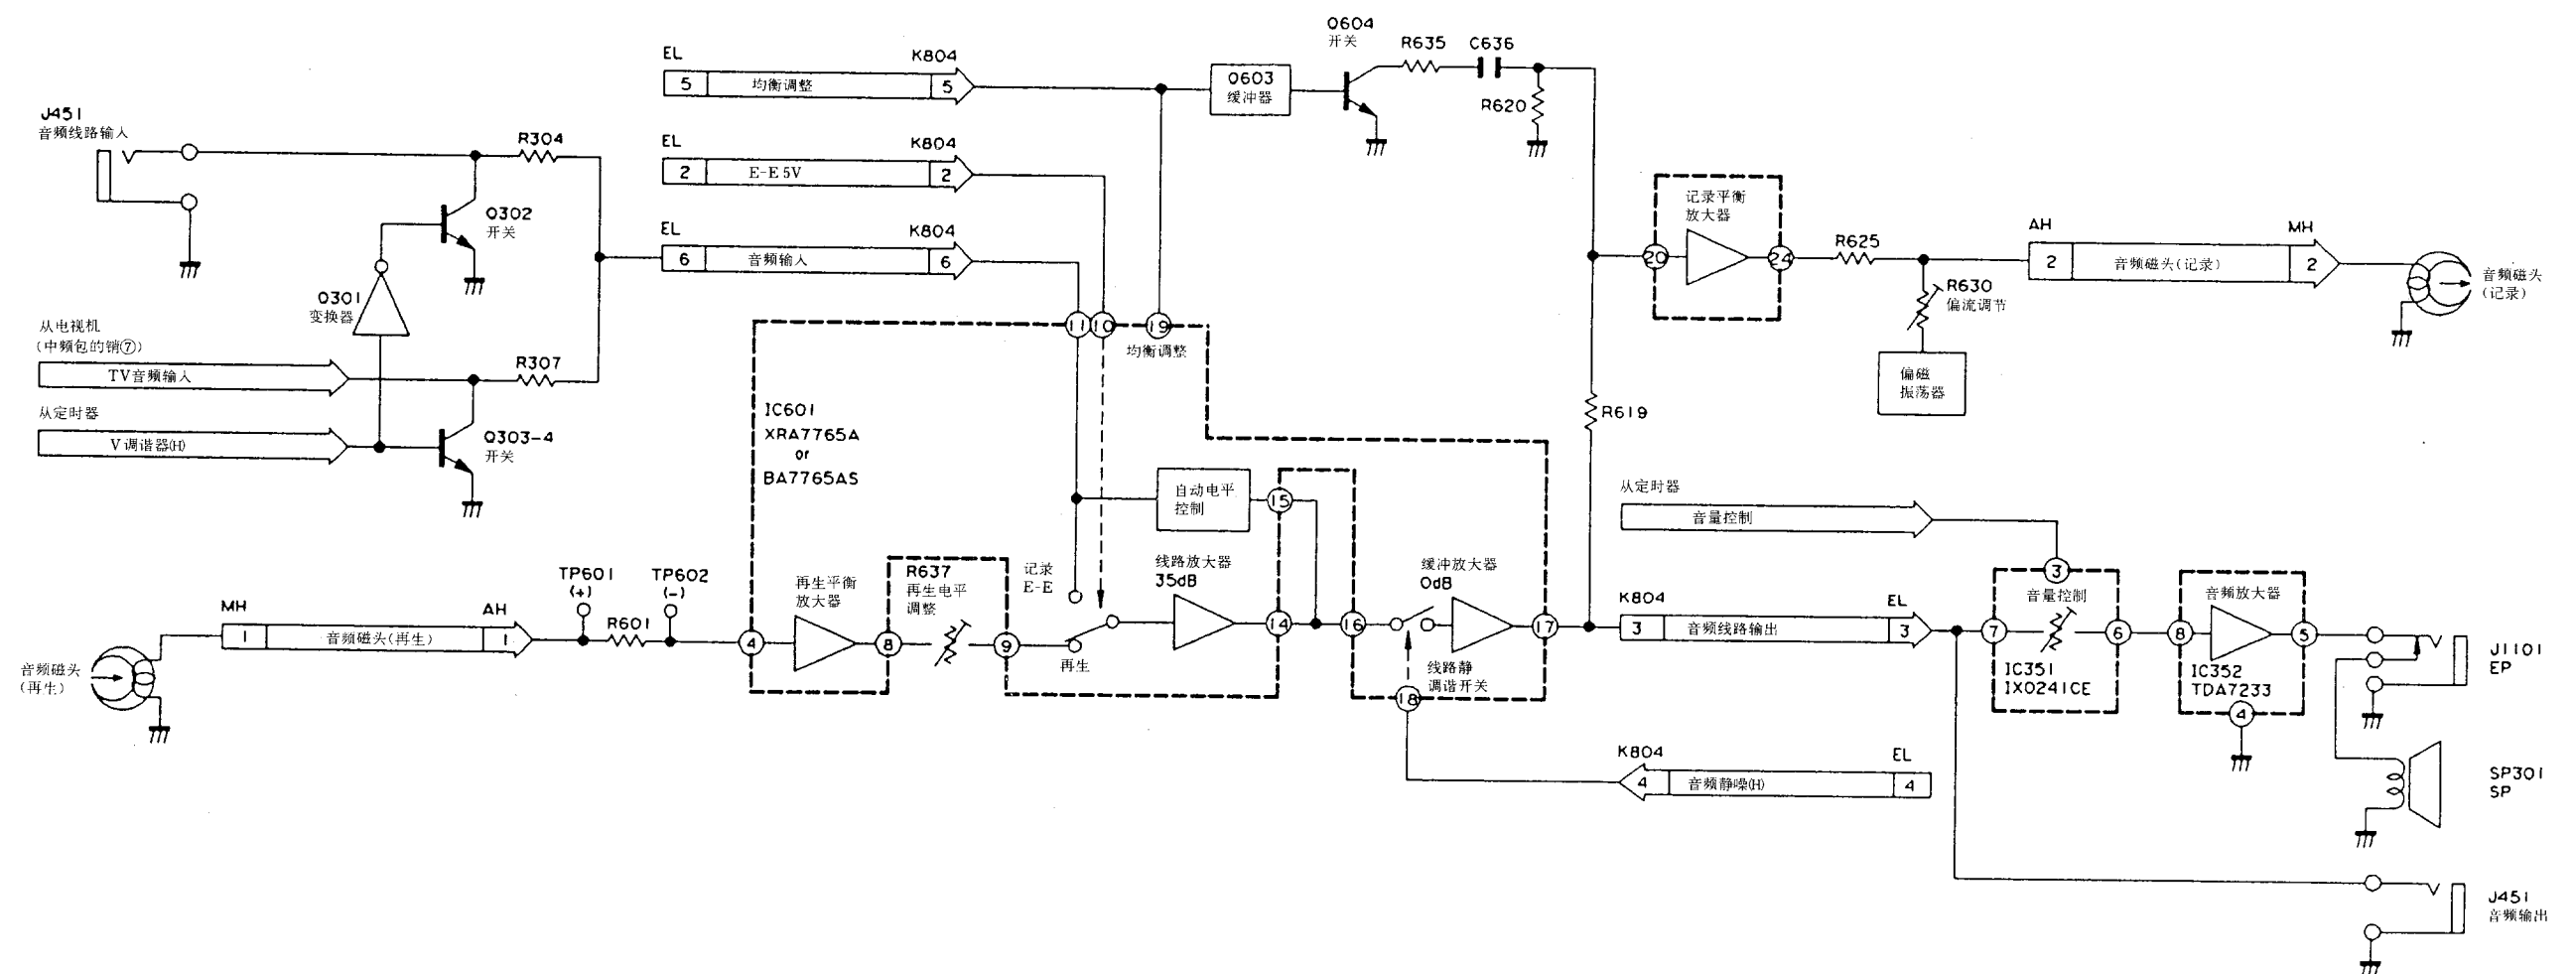 O604
开关
R635
C636
R620
EL
5
均衡调整
K804
5
O603
缓冲器
J451
音频线路输入
R304
EL
2
E-E 5V
K804
2
O302
开关
EL
6
音频输入
K804
6
O301
变换器
从电视机
(中频包的销⑦)
TV音频输入
R307
从定时器
V调谐器(H)
O303-4
开关
11
10
19
均衡调整
IC601
XRA7765A
or
BA7765AS
自动电平
控制
15
记录平衡
放大器
20
24
R625
R630
偏流调节
偏磁
振荡器
AH
2
音频磁头(记录)
MH
2
音频磁头
(记录)
R619
从定时器
音量控制
音频磁头
(再生)
MH
1
音频磁头(再生)
AH
1
TP601
(+)
R601
TP602
(-)
4
再生平衡
放大器
8
R637
再生电平
调整
9
记录
E-E
再生
线路放大器
35dB
14
16
缓冲放大器
0dB
线路静
调谐开关
17
18
K804
3
音频线路输出
EL
3
3
7
音量控制
6
IC351
IX0241CE
8
音频放大器
5
IC352
TDA7233
4
J1101
EP
K804
4
音频静噪(H)
EL
4
SP301
SP
J451
音频输出